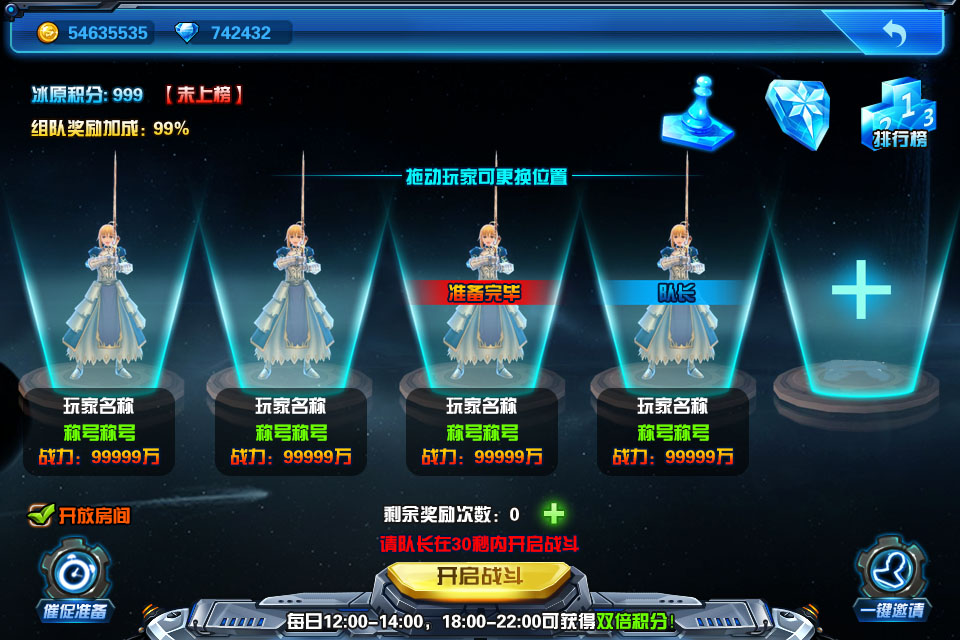 54635535 742432
冰原积分: 999 【未上榜】
组队奖励加成: 99%
1 2 3
排行榜
拖动玩家可更换位置
准备完毕
队长
玩家名称 玩家名称 玩家名称 玩家名称
称号称号 称号称号 称号称号 称号称号
战力: 99999万 战力: 99999万 战力: 99999万 战力: 99999万
开放房间
剩余奖励次数: 0
请队长在30秒内开启战斗
开启战斗
催促准备
一键邀请
每日12:00-14:00，18:00-22:00可获得双倍积分!